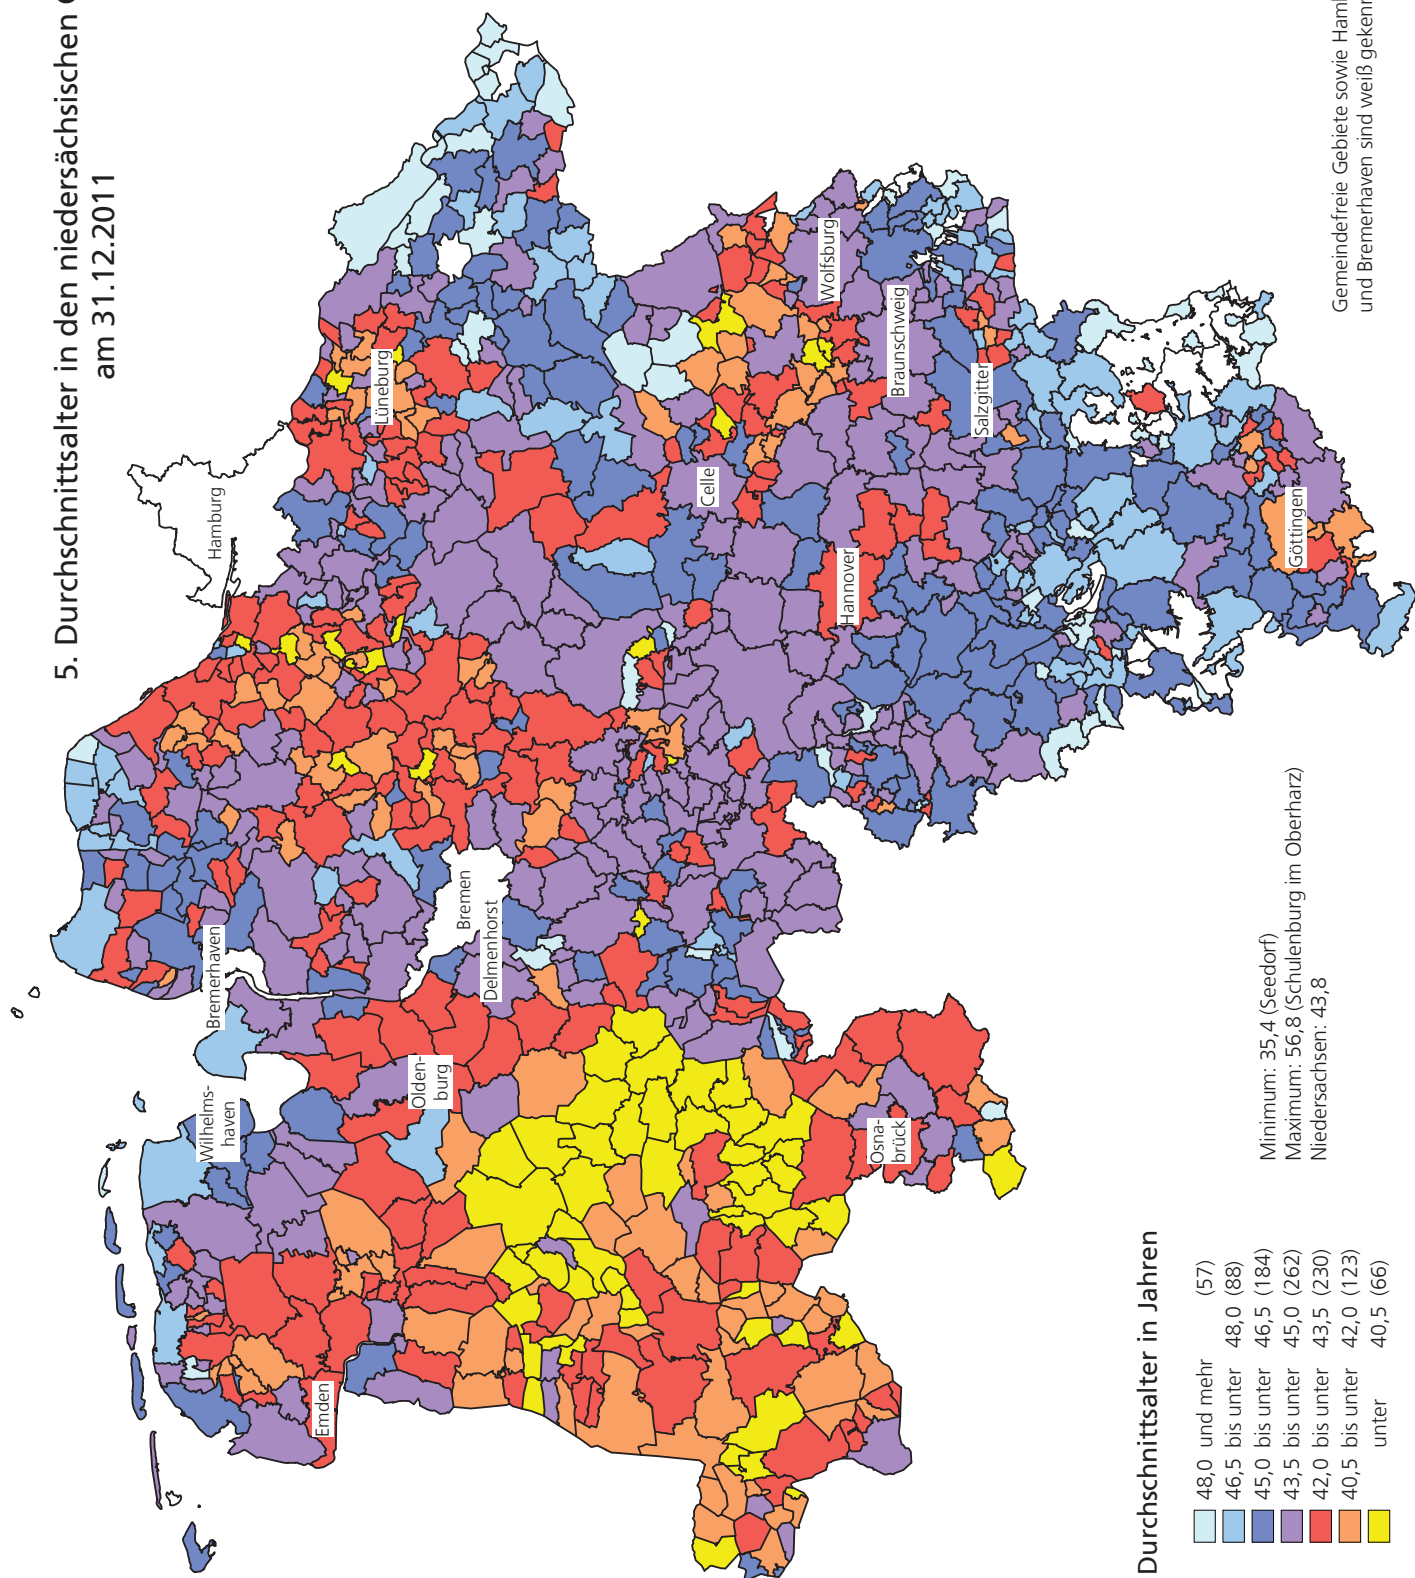 5. Durchschnittsalter in den niedersächsischen
am 31.12.2011
Hamburg
Lüneburg
Bremerhaven
Wilhelms-
haven
Emden
Olden-
burg
Bremen
Delmenhorst
Celle
Wolfsburg
Braunschweig
Hannover
Salzgitter
Osna-
brück
Göttingen
Durchschnittsalter in Jahren
48,0 und mehr (57)
46,5 bis unter 48,0 (88)
45,0 bis unter 46,5 (184)
43,5 bis unter 45,0 (262)
42,0 bis unter 43,5 (230)
40,5 bis unter 42,0 (123)
unter 40,5 (66)
Minimum: 35,4 (Seedorf)
Maximum: 56,8 (Schulenburg im Oberharz)
Niedersachsen: 43,8
Gemeindefreie Gebiete sowie Hamb
und Bremerhaven sind weiß gekenn